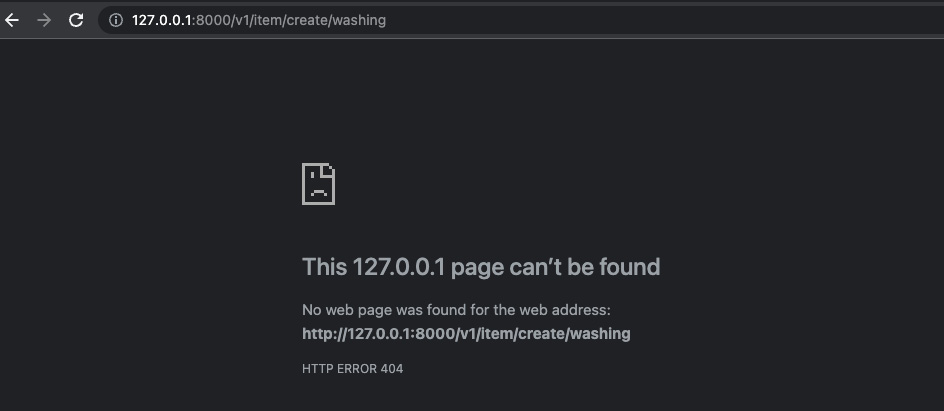 127.0.0.1:8000/v1/item/create/washing
This 127.0.0.1 page can’t be found
No web page was found for the web address:
http://127.0.0.1:8000/v1/item/create/washing
HTTP ERROR 404